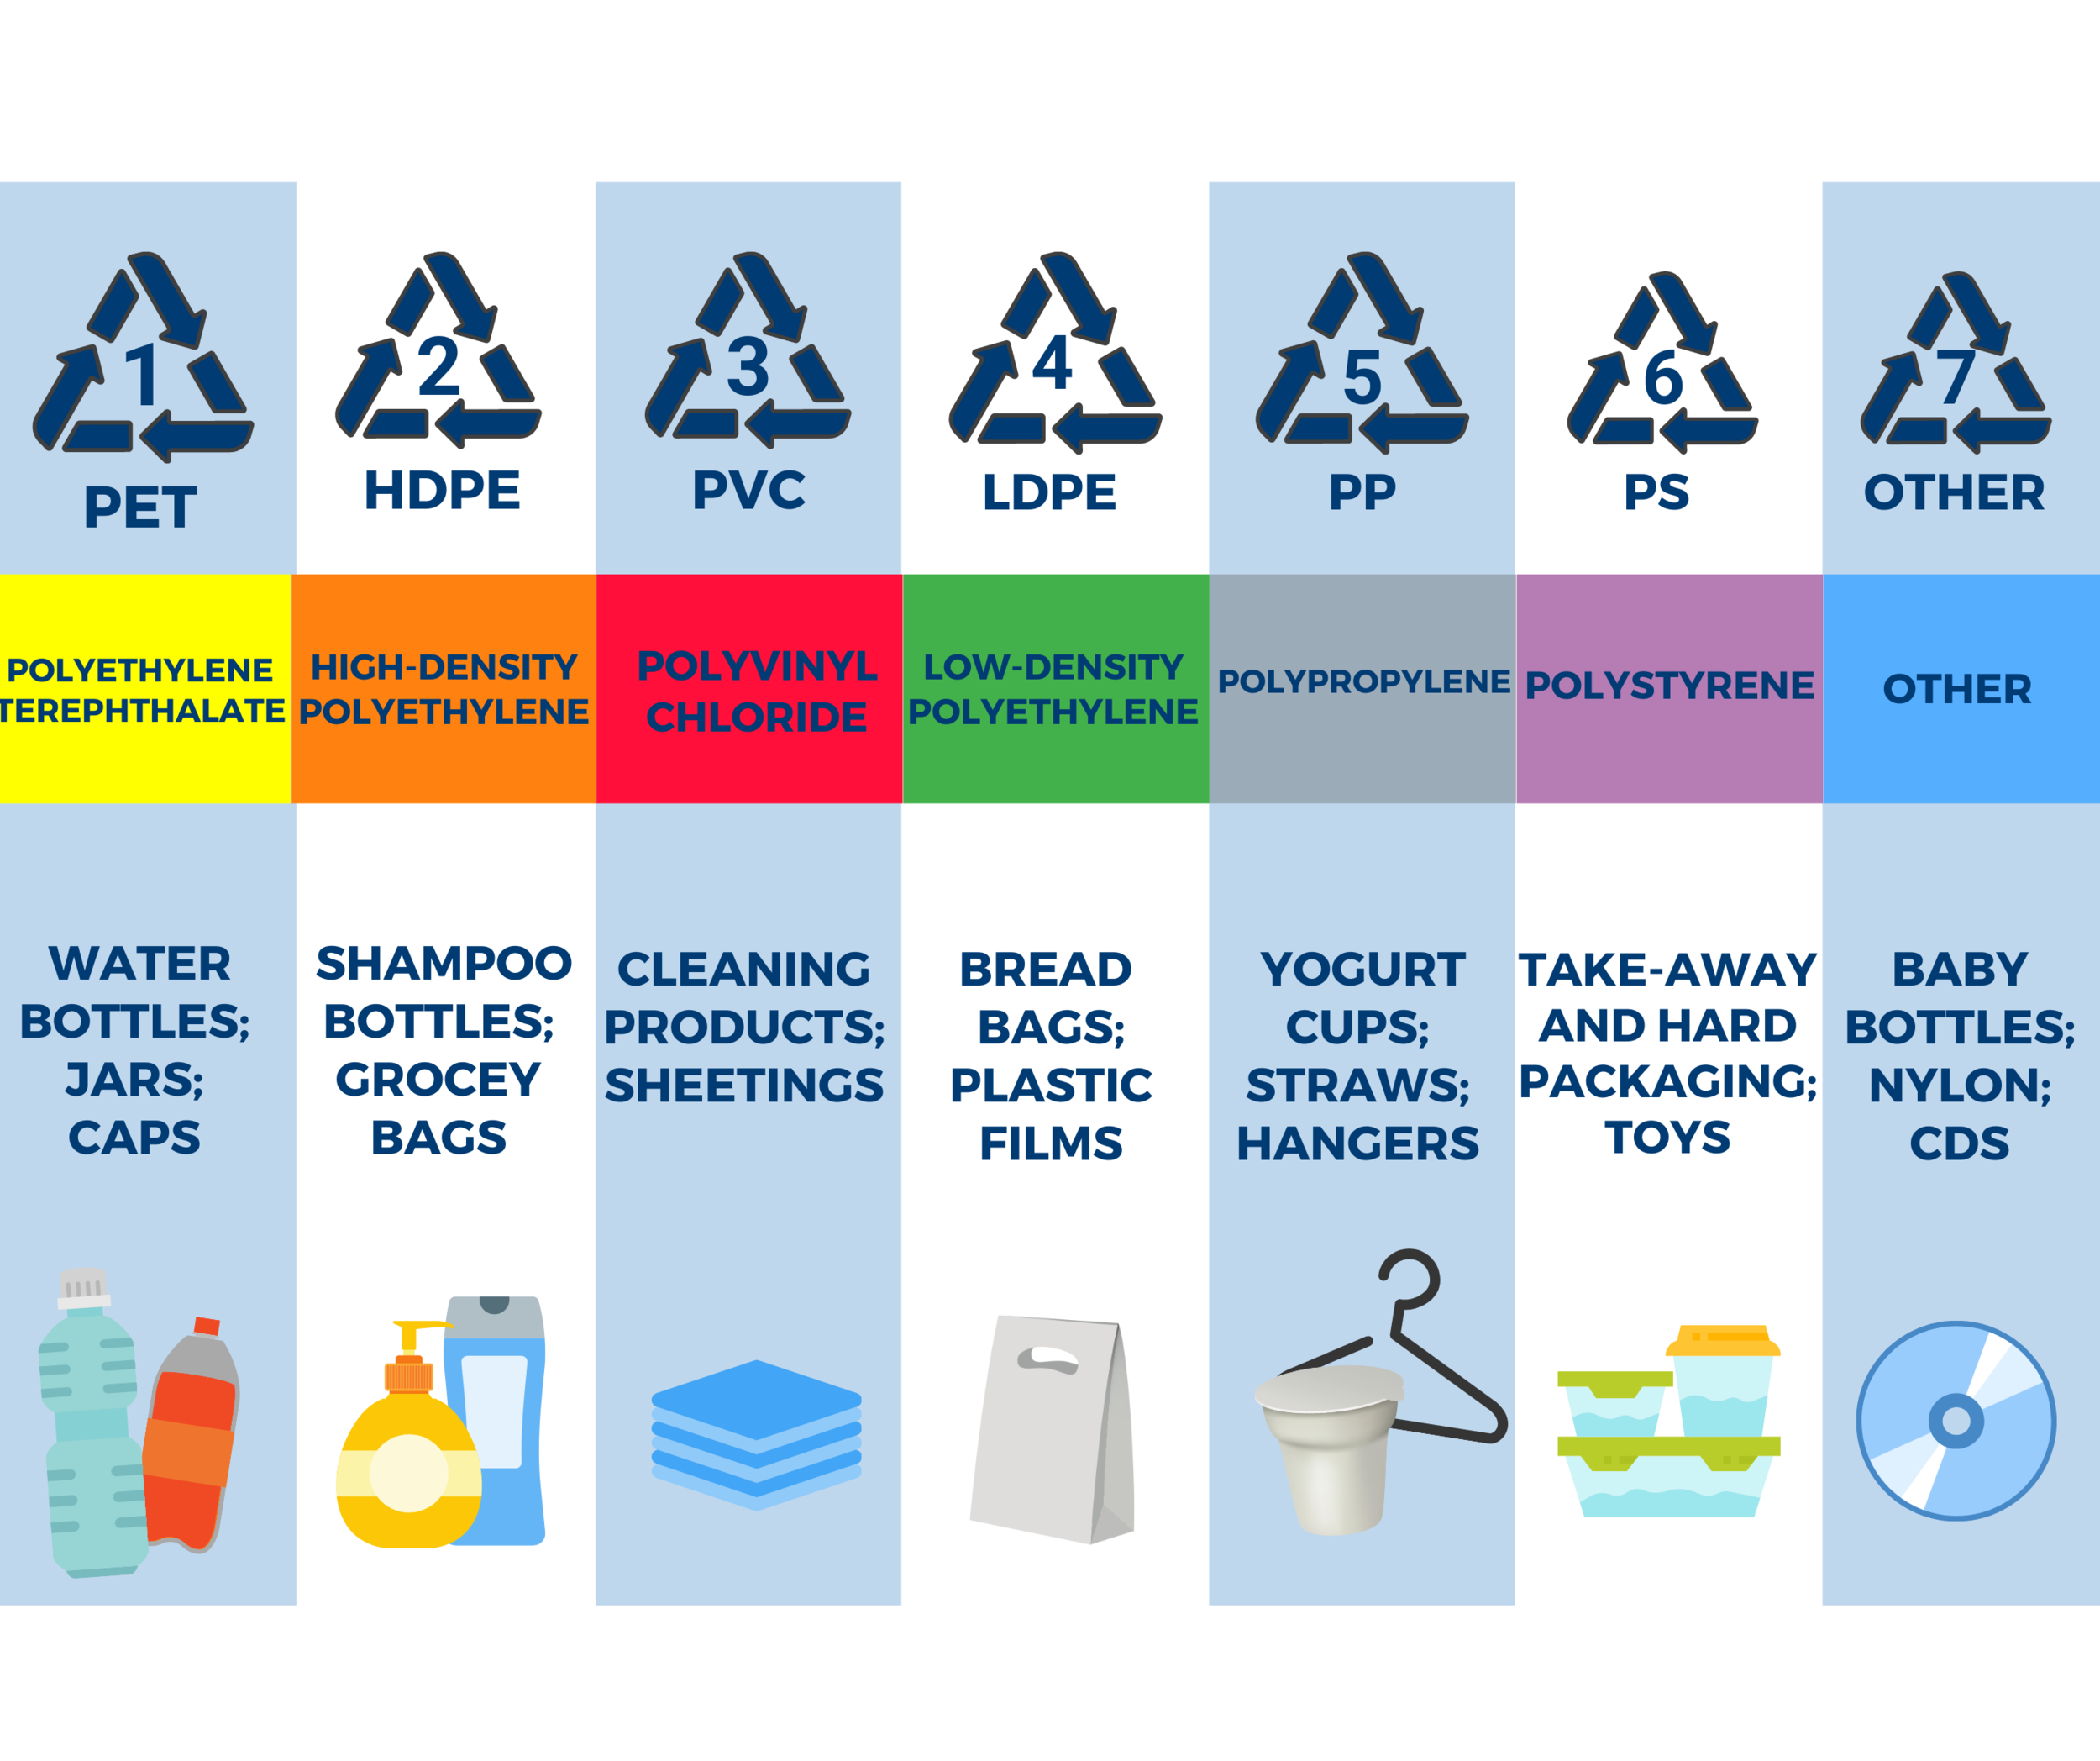 1
PET
POLYETHYLENE
TEREPHTHALATE
WATER
BOTTLES;
JARS;
CAPS
2
HDPE
HIGH-DENSITY
POLYETHYLENE
SHAMPOO
BOTTLES;
GROCEY
BAGS
3
PVC
POLYVINYL
CHLORIDE
CLEANING
PRODUCTS;
SHEETINGS
4
LDPE
LOW-DENSITY
POLYETHYLENE
BREAD
BAGS;
PLASTIC
FILMS
5
PP
POLYPROPYLENE
YOGURT
CUPS;
STRAWS;
HANGERS
6
PS
POLYSTYRENE
TAKE-AWAY
AND HARD
PACKAGING;
TOYS
7
OTHER
OTHER
BABY
BOTTLES;
NYLON;
CDS